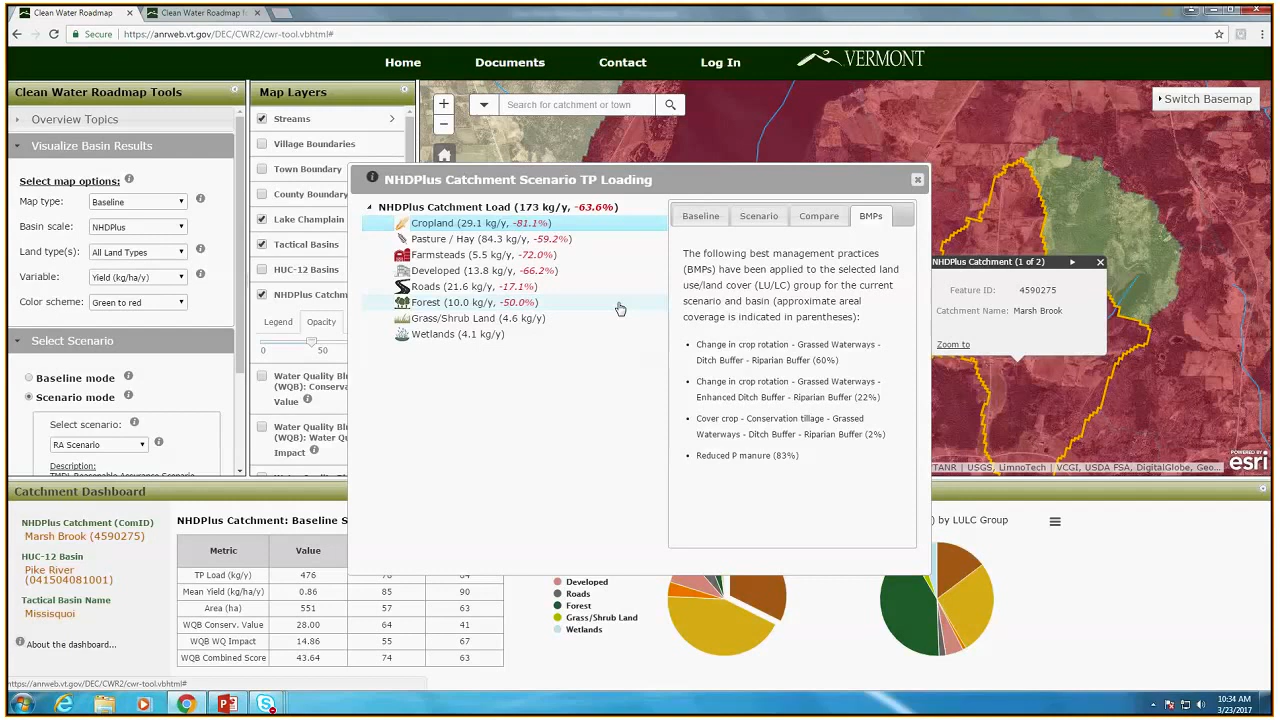 Clean Water Roadmap
Clean Water Roadmap fo
Secure
https://anrweb.vt.gov/DEC/CWR2/cwr-tool.vbhtml#
Home
Documents
Contact
Log In
VERMONT
Clean Water Roadmap Tools
Overview Topics
Visualize Basin Results
Select map options:
Map type:
Baseline
Basin scale:
NHDPlus
Land type(s):
All Land Types
Variable:
Yield (kg/ha/y)
Color scheme:
Green to red
Select Scenario
Baseline mode
Scenario mode
Select scenario:
RA Scenario
Description:
Map Layers
Streams
Village Boundaries
Town Boundary
County Boundary
Lake Champlain
Tactical Basins
HUC-12 Basins
NHDPlus Catchm
Legend
Opacity
0
50
Water Quality Bl
(WQB): Conserva
Value
Water Quality Bl
(WQB): Water Qu
Impact
Search for catchment or town
Switch Basemap
NHDPlus Catchment Scenario TP Loading
NHDPlus Catchment Load (173 kg/y, -63.6%)
Cropland (29.1 kg/y, -81.1%)
Pasture / Hay (84.3 kg/y, -59.2%)
Farmsteads (5.5 kg/y, -72.0%)
Developed (13.8 kg/y, -66.2%)
Roads (21.6 kg/y, -17.1%)
Forest (10.0 kg/y, -50.0%)
Grass/Shrub Land (4.6 kg/y)
Wetlands (4.1 kg/y)
Baseline
Scenario
Compare
BMPs
The following best management practices
(BMPs) have been applied to the selected land
use/land cover (LU/LC) group for the current
scenario and basin (approximate area
coverage is indicated in parentheses):
Change in crop rotation - Grassed Waterways -
Ditch Buffer - Riparian Buffer (60%)
Change in crop rotation - Grassed Waterways -
Enhanced Ditch Buffer - Riparian Buffer (22%)
Cover crop - Conservation tillage - Grassed
Waterways - Ditch Buffer - Riparian Buffer (2%)
Reduced P manure (83%)
NHDPlus Catchment (1 of 2)
Feature ID:
4590275
Catchment Name:
Marsh Brook
Zoom to
TANR | USGS, LimnoTech | VCGI, USDA FSA, DigitalGlobe, Geo...
POWERED BY
esri
Catchment Dashboard
NHDPlus Catchment (ComID)
Marsh Brook (4590275)
HUC-12 Basin
Pike River
(041504081001)
Tactical Basin Name
Missisquoi
About the dashboard...
NHDPlus Catchment: Baseline S
Metric
Value
TP Load (kg/y)
476
Mean Yield (kg/ha/y)
0.86
85
90
Area (ha)
551
57
63
WQB Conserv. Value
28.00
64
41
WQB WQ Impact
14.86
55
67
WQB Combined Score
43.64
74
63
Developed
Roads
Forest
Grass/Shrub Land
Wetlands
) by LULC Group
https://anrweb.vt.gov/DEC/CWR2/cwr-tool.vbhtml#
10:34 AM
3/23/2017